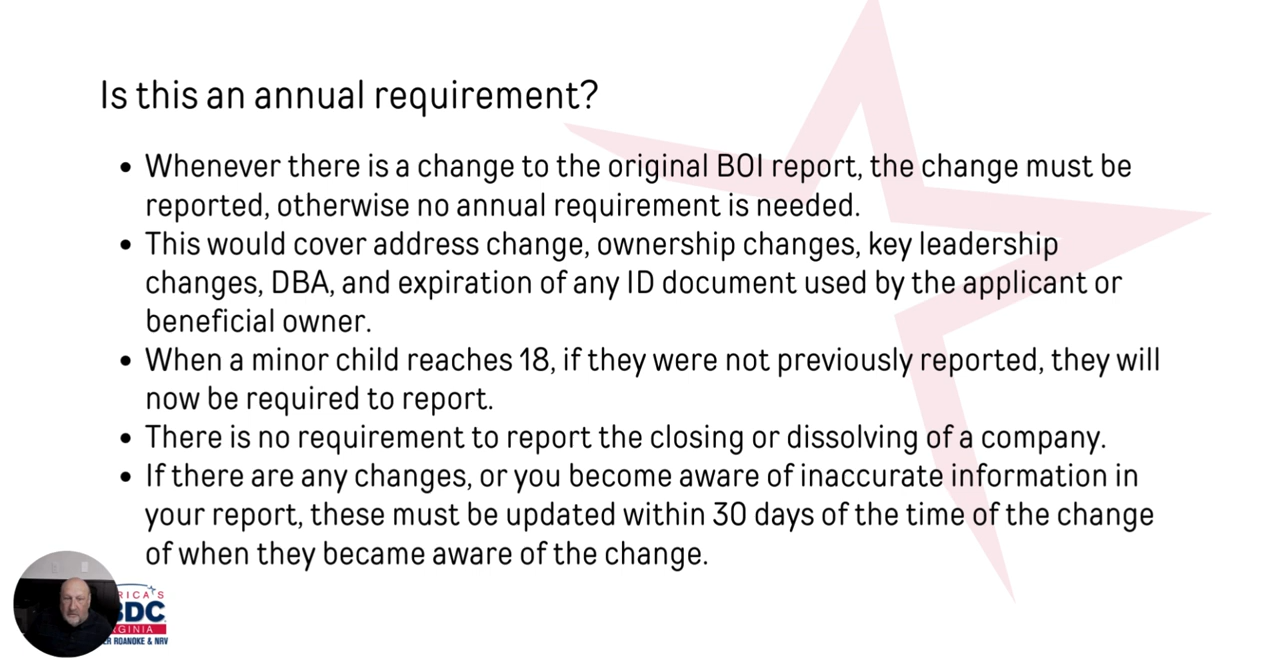 Is this an annual requirement?
• Whenever there is a change to the original BOI report, the change must be
reported, otherwise no annual requirement is needed.
• This would cover address change, ownership changes, key leadership
changes, DBA, and expiration of any ID document used by the applicant or
beneficial owner.
• When a minor child reaches 18, if they were not previously reported, they will
now be required to report.
• There is no requirement to report the closing or dissolving of a company.
• If there are any changes, or you become aware of inaccurate information in
your report, these must be updated within 30 days of the time of the change
of when they became aware of the change.
RICA'S
BDC
GINIA
ER ROANOKE & NRV